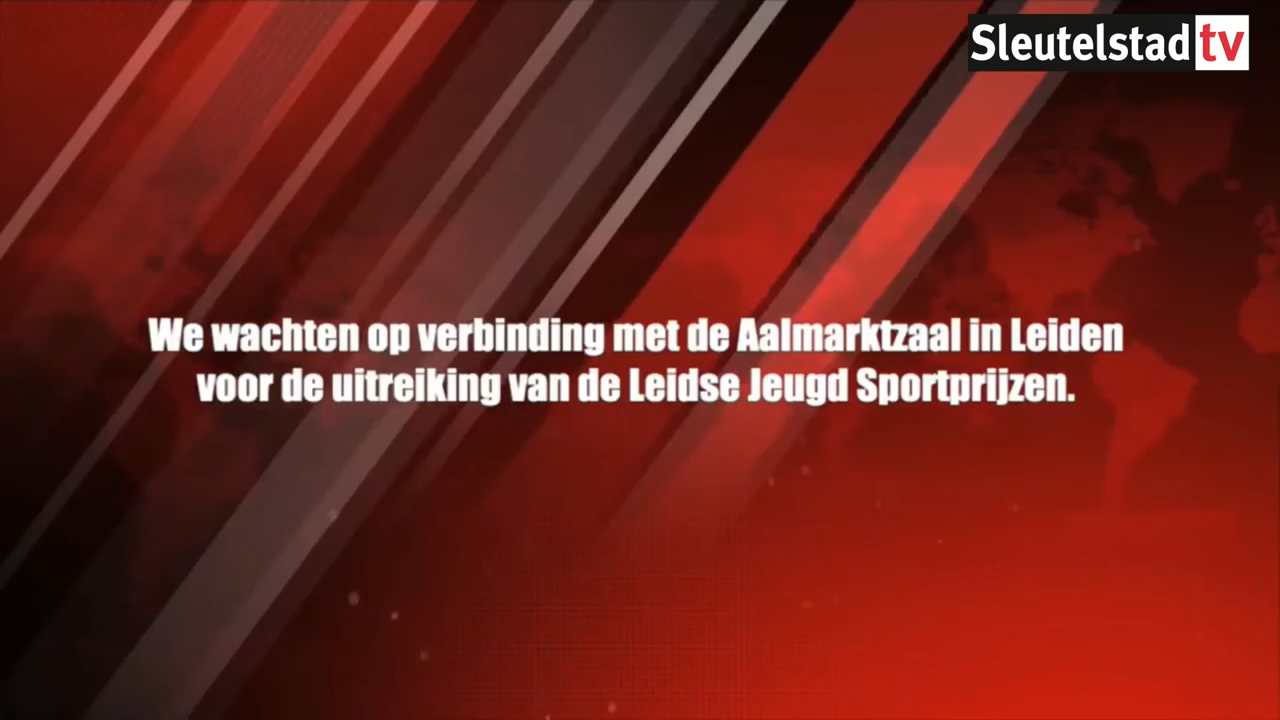 Sleutelstad tv
We wachten op verbinding met de Aalmarktzaal in Leiden
voor de uitreiking van de Leidse Jeugd Sportprijzen.